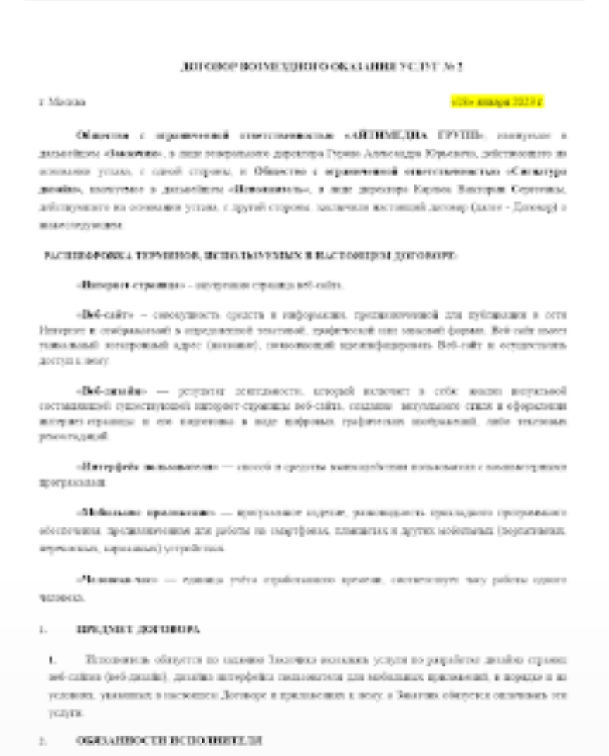 ДОГОВОР ВОЗМЕЗДНОГО ОКАЗАНИЯ УСЛУГ №
г. Москва
января 2023 г.
Общество с ограниченной ответственностью «АЙТИМЕДИА ГРУПП», именуемое в
дальнейшем «Заказчик», в лице генерального директора Александра Юрьевича, действующего на
основании устава, с одной стороны, и Общество с ограниченной ответственностью «Сигнатура
дизайн», именуемое в дальнейшем «Исполнитель», в лице директора Виктории Сергеевны,
действующего на основании устава, с другой стороны, заключили настоящий договор (далее - Договор) о
нижеследующем:
РАСШИФРОВКА ТЕРМИНОВ, ИСПОЛЬЗУЕМЫХ В НАСТОЯЩЕМ ДОГОВОРЕ:
«Интернет-страница» – внутренняя страница веб-сайта.
«Веб-сайт» – совокупность средств и информации, предназначенной для публикации в сети
Интернет и отображаемой в определенной текстовой, графической или звуковой формах. Веб-сайт имеет
уникальный электронный адрес (название), позволяющий идентифицировать Веб-сайт и осуществлять
доступ к нему.
«Веб-дизайн» — результат деятельности, который включает в себя: анализ визуальной
составляющей существующей интернет-страницы веб-сайта, создание визуального стиля и оформления
интернет-страницы и его подготовка в виде цифровых графических изображений, либо текстовых
рекомендаций.
«Интерфейс пользователя» — способ и средства взаимодействия пользователя с компьютерными
программами.
«Мобильное приложение» — программное изделие, разновидность прикладного программного
обеспечения, предназначенная для работы на смартфонах, планшетах и других мобильных (портативных,
переносных, карманных) устройствах.
«Человеко-час» — единица учёта отработанного времени, соответствует часу работы одного
человека.
1. ПРЕДМЕТ ДОГОВОРА
1. Исполнитель обязуется по заданию Заказчика оказывать услуги по разработке дизайна страниц
веб-сайтов (веб-дизайн), дизайна интерфейса пользователя для мобильных приложений, в порядке и на
условиях, указанных в настоящем Договоре и приложениях к нему, а Заказчик обязуется оплачивать эти
услуги.
2. ОБЯЗАННОСТИ ИСПОЛНИТЕЛЯ